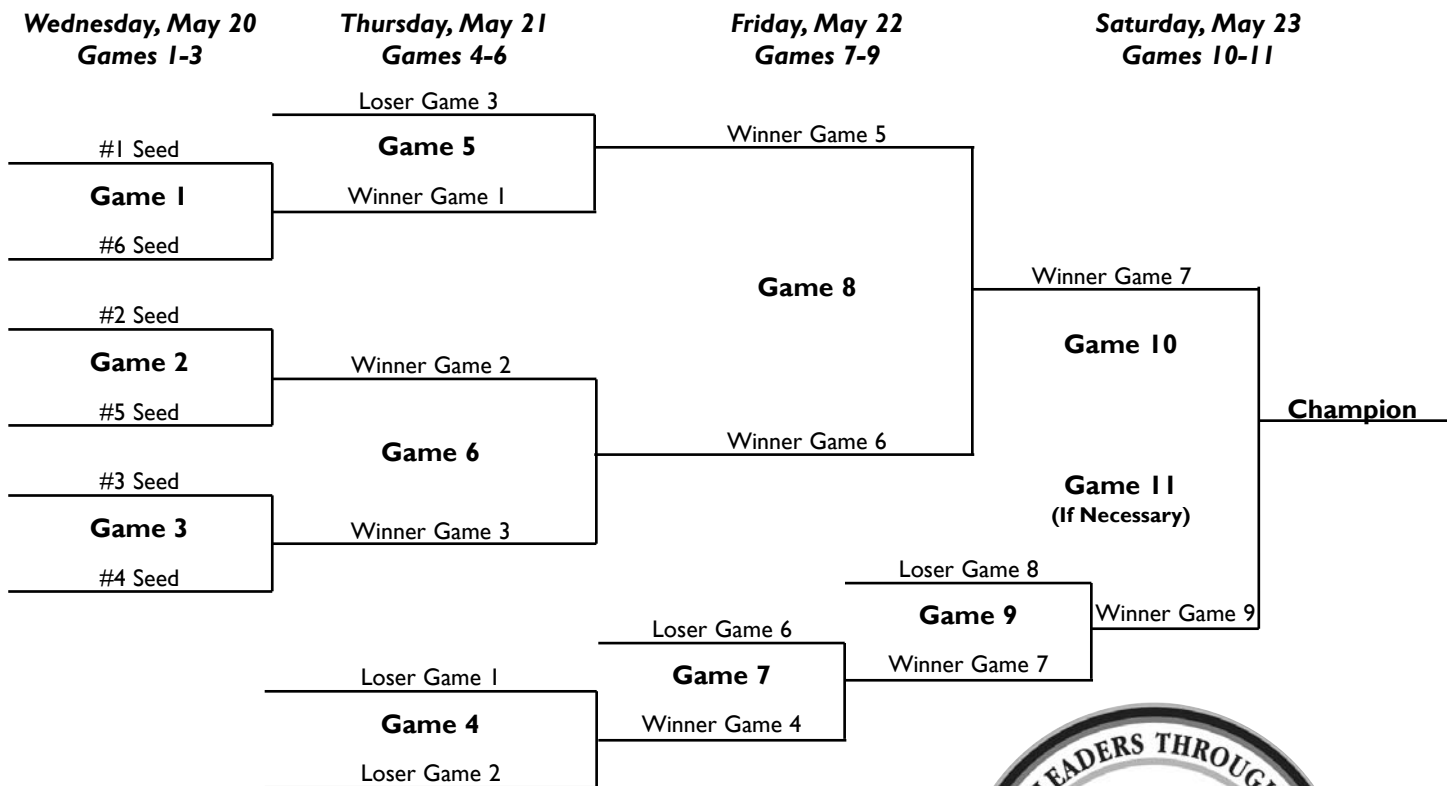 Wednesday, May 20
Games 1-3
Thursday, May 21
Games 4-6
Friday, May 22
Games 7-9
Saturday, May 23
Games 10-11
#1 Seed
Game 1
#6 Seed
#2 Seed
Game 2
#5 Seed
#3 Seed
Game 3
#4 Seed
Loser Game 3
Game 5
Winner Game 1
Winner Game 2
Game 6
Winner Game 3
Loser Game 1
Game 4
Loser Game 2
Winner Game 5
Game 8
Winner Game 6
Loser Game 6
Game 7
Winner Game 4
Loser Game 8
Game 9
Winner Game 7
Winner Game 7
Game 10
Game 11
(If Necessary)
Winner Game 9
Champion
LEADERS